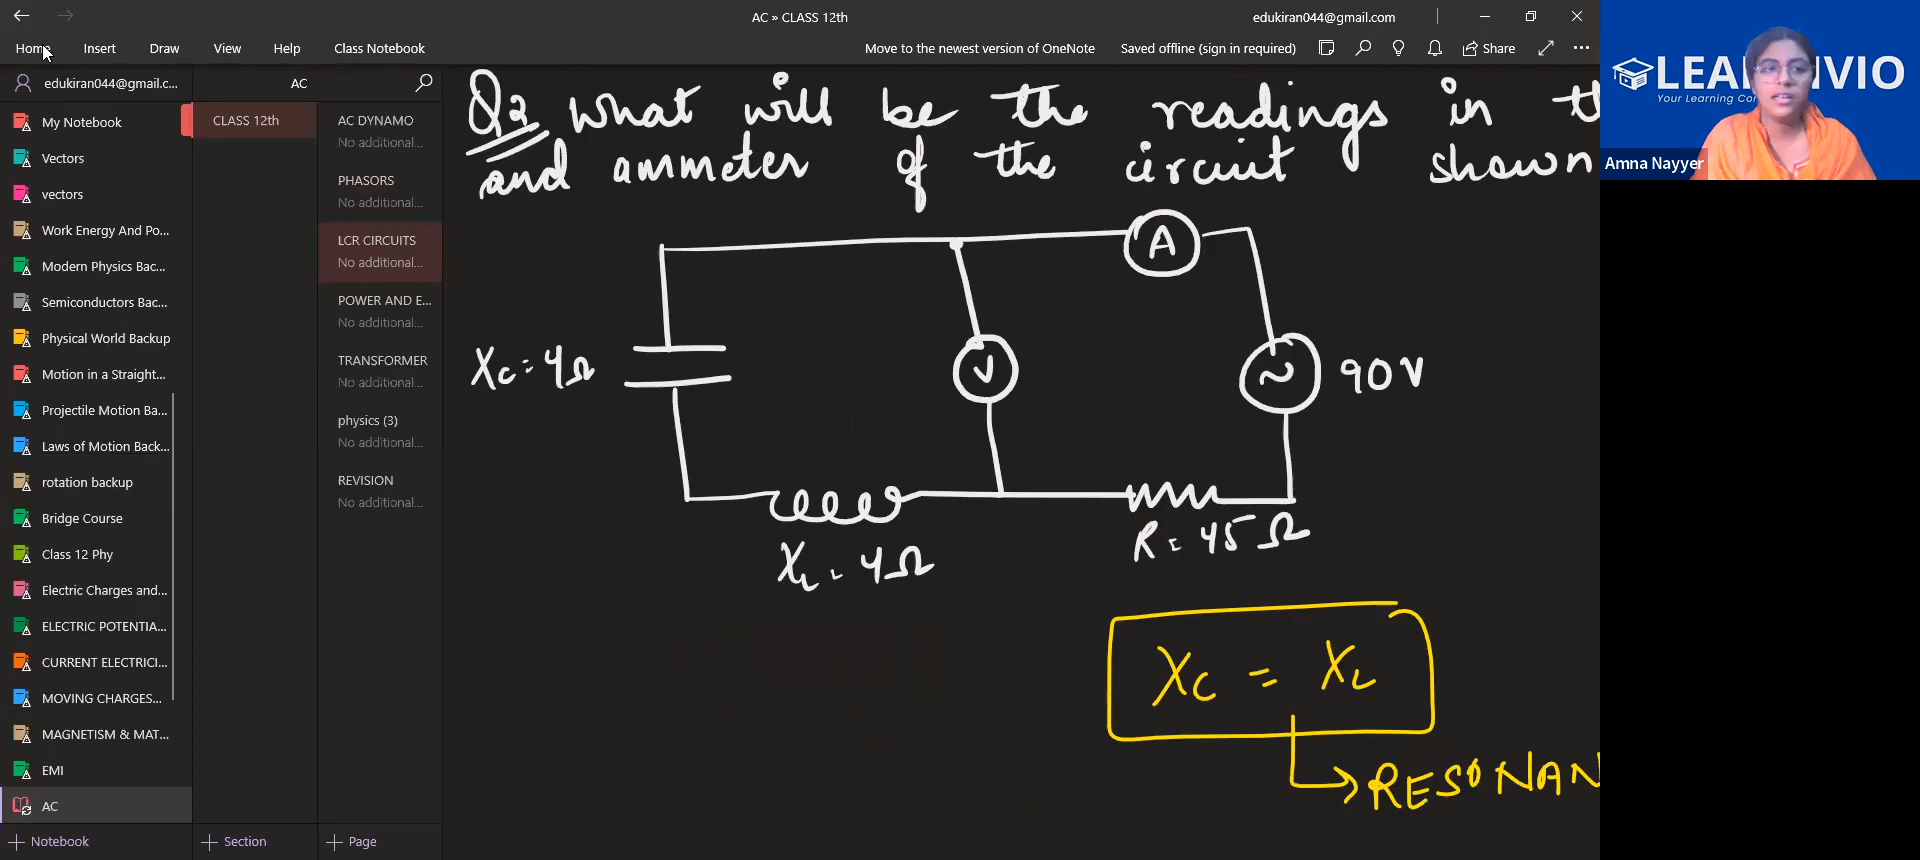 AC » CLASS 12th
edukiran044@gmail.com
Home Insert Draw View Help Class Notebook
Move to the newest version of OneNote
Saved offline (sign in required)
Share
edukiran044@gmail.c...
AC
My Notebook
Vectors
vectors
Work Energy And Po...
Modern Physics Bac...
Semiconductors Bac...
Physical World Backup
Motion in a Straight...
Projectile Motion Ba...
Laws of Motion Back...
rotation backup
Bridge Course
Class 12 Phy
Electric Charges and...
ELECTRIC POTENTIA...
CURRENT ELECTRICI...
MOVING CHARGES...
MAGNETISM & MAT...
EMI
AC
Notebook
CLASS 12th
Section
AC DYNAMO
No additional...
PHASORS
No additional...
LCR CIRCUITS
No additional...
POWER AND E...
No additional...
TRANSFORMER
No additional...
physics (3)
No additional...
REVISION
No additional...
Page
What will be the readings in
and ammeter of the circuit shown
A
Xc = 4Ω
V
~
90V
XL = 4Ω
R = 45Ω
Xc = XL
RESONAN
Your Learning
Amna Nayyer